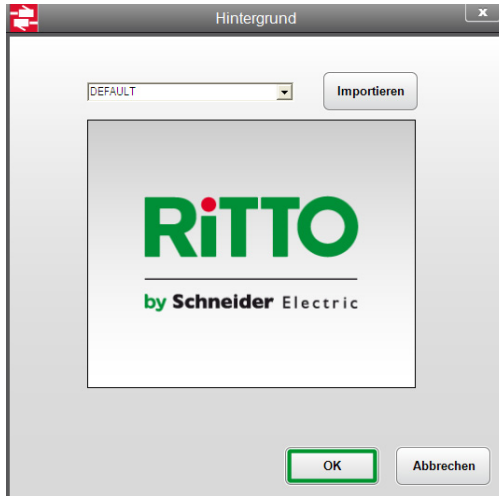 Hintergrund
x
DEFAULT
Importieren
RiTTO
by Schneider Electric
OK
Abbrechen